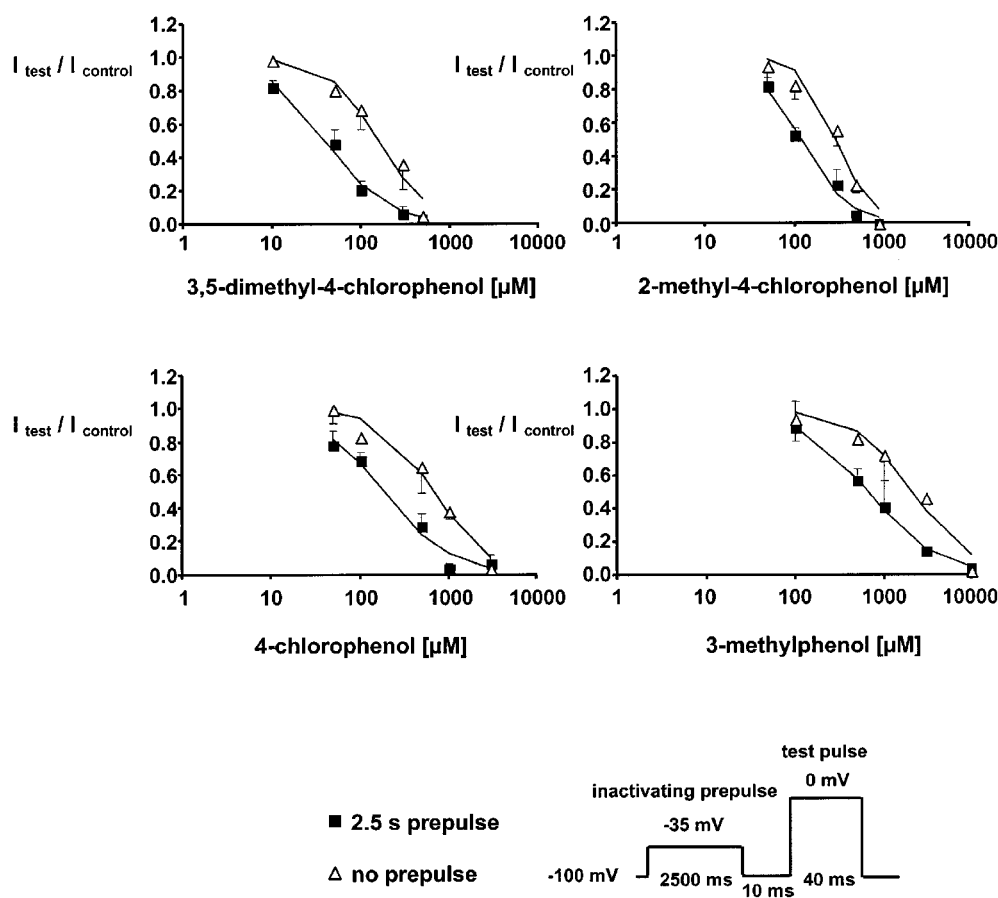 I test / I control
1.2
1.0
0.8
0.6
0.4
0.2
0.0
1 10 100 1000 10000
3,5-dimethyl-4-chlorophenol [µM]
I test / I control
1.2
1.0
0.8
0.6
0.4
0.2
0.0
1 10 100 1000 10000
2-methyl-4-chlorophenol [µM]
I test / I control
1.2
1.0
0.8
0.6
0.4
0.2
0.0
1 10 100 1000 10000
4-chlorophenol [µM]
I test / I control
1.2
1.0
0.8
0.6
0.4
0.2
0.0
1 10 100 1000 10000
3-methylphenol [µM]
2.5 s prepulse
no prepulse
test pulse
0 mV
inactivating prepulse
-35 mV
-100 mV
2500 ms
10 ms
40 ms